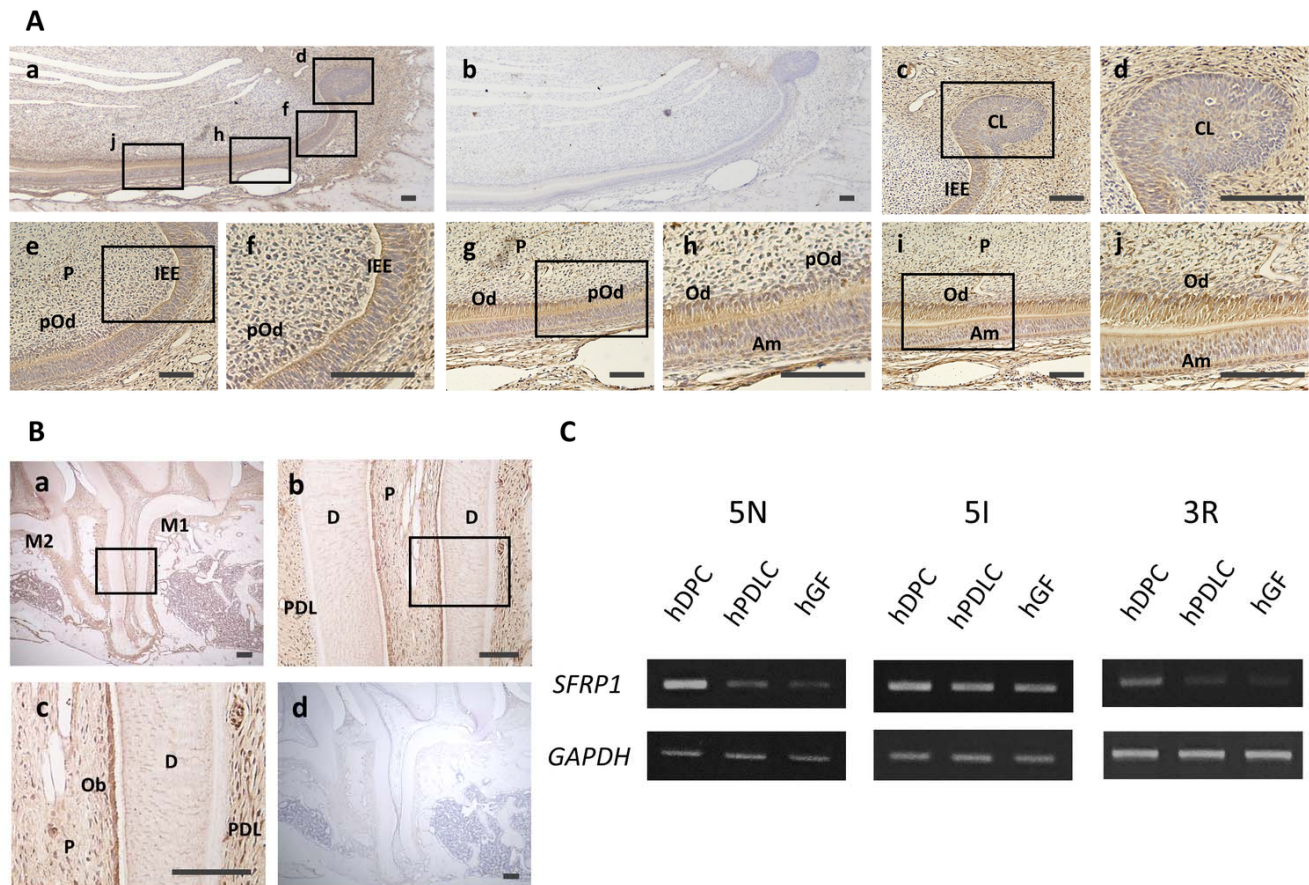 A
a
d
f
h
j
b
c
CL
IEE
d
CL
e
P
IEE
pOd
f
IEE
pOd
g
P
Od
pOd
h
pOd
Od
Am
i
P
Od
Am
j
Od
Am
B
a
M1
M2
b
P
D
D
PDL
c
D
Ob
PDL
P
d
C
5N 5I 3R
hDPC hPDLC hGF hDPC hPDLC hGF hDPC hPDLC hGF
SFRP1
GAPDH